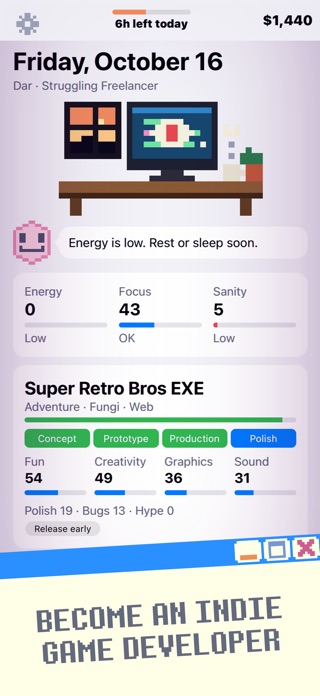 6h left today
$1,440
Friday, October 16
Dar · Struggling Freelancer
Energy is low. Rest or sleep soon.
Energy Focus Sanity
0 43 5
Low OK Low
Super Retro Bros EXE
Adventure · Fungi · Web
Concept Prototype Production Polish
Fun Creativity Graphics Sound
54 49 36 31
Polish 19 · Bugs 13 · Hype 0
Release early
BECOME AN INDIE
GAME DEVELOPER